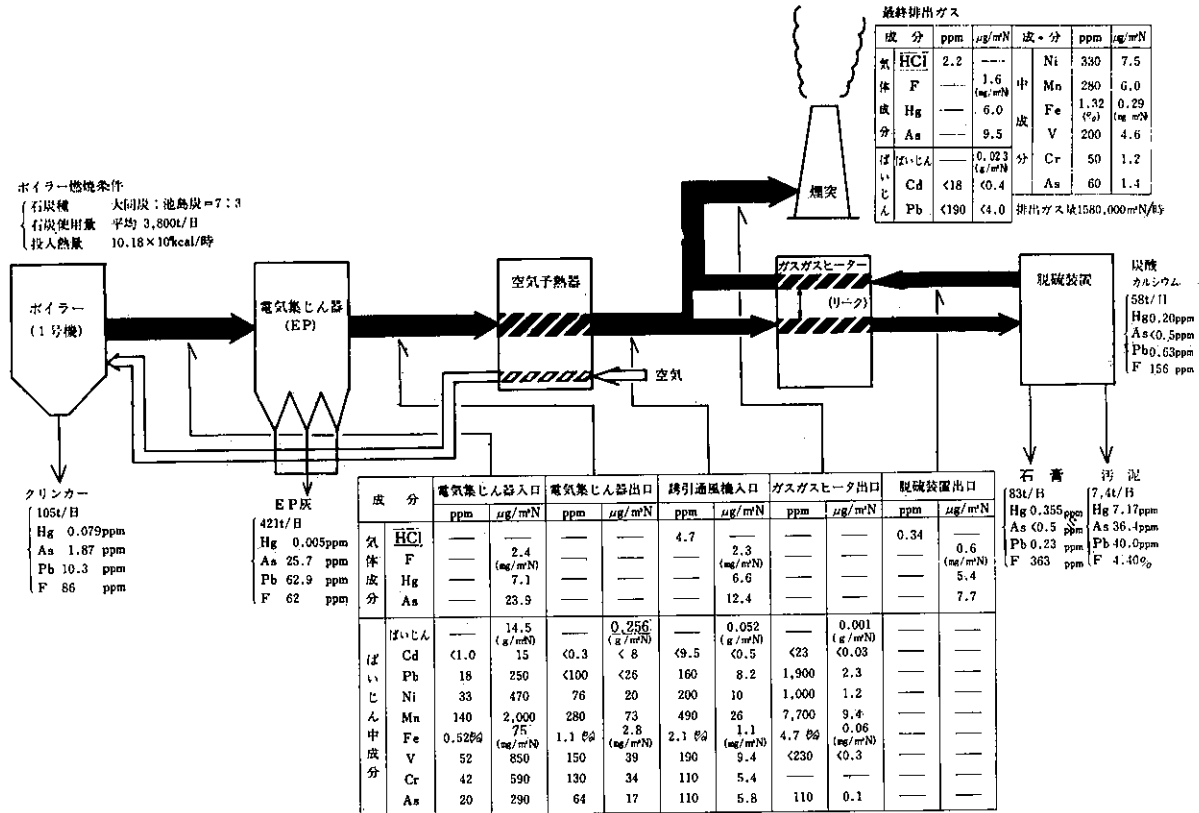 最終排出ガス
成 分 ppm μg/m³N 成・分 ppm μg/m³N
気体成分 HCl 2.2 —
F — 1.6 (mg/m³N)
Hg — 6.0
As — 9.5
ばいじん ばいじん — 0.023 (g/m³N)
Cd <18 <0.4
Pb <190 <4.0
中成分 Ni 330 7.5
Mn 280 6.0
Fe 1.32 (%) 0.29 (mg/m³N)
V 200 4.6
Cr 50 1.2
As 60 1.4
排出ガス量1580,000m³N/時
煙突
ボイラー燃焼条件
石炭種 大同炭:池島炭=7:3
石炭使用量 平均 3,800t/日
投入熱量
kcal/時
ボイラー
(1号機)
電気集じん器
(EP)
空気予熱器
空気
ガスガスヒーター
(リーク)
脱硫装置
炭酸
カルシウム
58t/日
Hg0.20ppm
As<0.5ppm
Pb0.63ppm
F 156 ppm
クリンカー
105t/日
Hg 0.079ppm
As 1.87 ppm
Pb 10.3 ppm
F 86 ppm
EP灰
421t/日
Hg 0.005ppm
As 25.7 ppm
Pb 62.9 ppm
F 62 ppm
石 膏
83t/日
Hg 0.355ppm
As <0.5 ppm
Pb 0.23 ppm
F 363 ppm
汚 泥
7.4t/日
Hg 7.17ppm
As 36.4ppm
Pb 40.0ppm
F 4.40%
成 分 電気集じん器入口 電気集じん器出口 誘引通風機入口 ガスガスヒータ出口 脱硫装置出口
ppm μg/m³N ppm μg/m³N ppm μg/m³N ppm μg/m³N ppm μg/m³N
気体成分 HCl — — — — 4.7 — — 0.34 —
F — 2.4 (mg/m³N) — — — 2.3 (mg/m³N) — — — 0.6 (mg/m³N)
Hg — 7.1 — — — 6.6 — — — 5.4
As — 23.9 — — — 12.4 — — — 7.7
ばいじん中成分 ばいじん — 14.5 (g/m³N) — 0.256 (g/m³N) — 0.052 (g/m³N) — 0.001 (g/m³N) — —
Cd <1.0 15 <0.3 <8 <9.5 <0.5 <23 <0.03 — —
Pb 18 250 <100 <26 160 8.2 1,900 2.3 — —
Ni 33 470 76 20 200 10 1,000 1.2 — —
Mn 140 2,000 280 73 490 26 7,700 9.4 — —
Fe 0.52% 75 (mg/m³N) 1.1 % 2.8 (mg/m³N) 2.1 % 1.1 (mg/m³N) 4.7 % 0.06 (mg/m³N) — —
V 52 850 150 39 190 9.4 <230 <0.3 — —
Cr 42 590 130 34 110 5.4 — — — —
As 20 290 64 17 110 5.8 110 0.1 — —